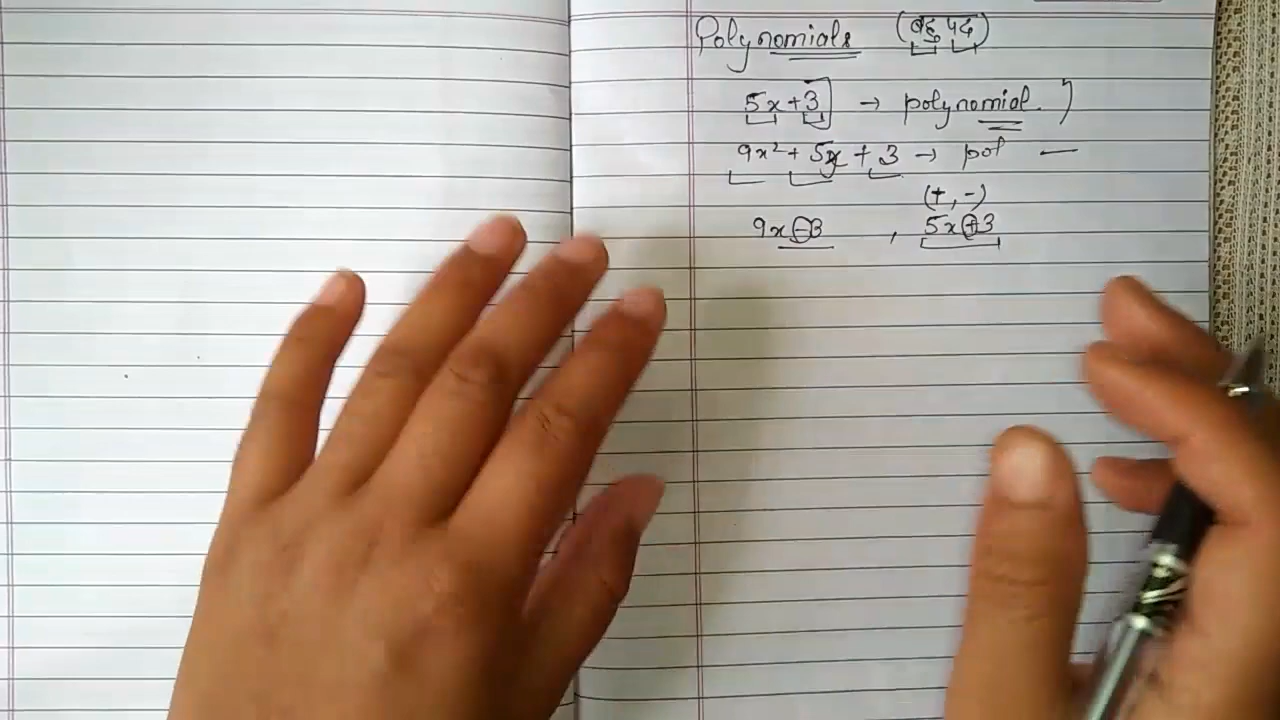 Polynomials (बहु पद)
5x + 3 → polynomial.
9x² + 5x + 3 → pol —
(+, -)
9x - 3 , 5x + 3